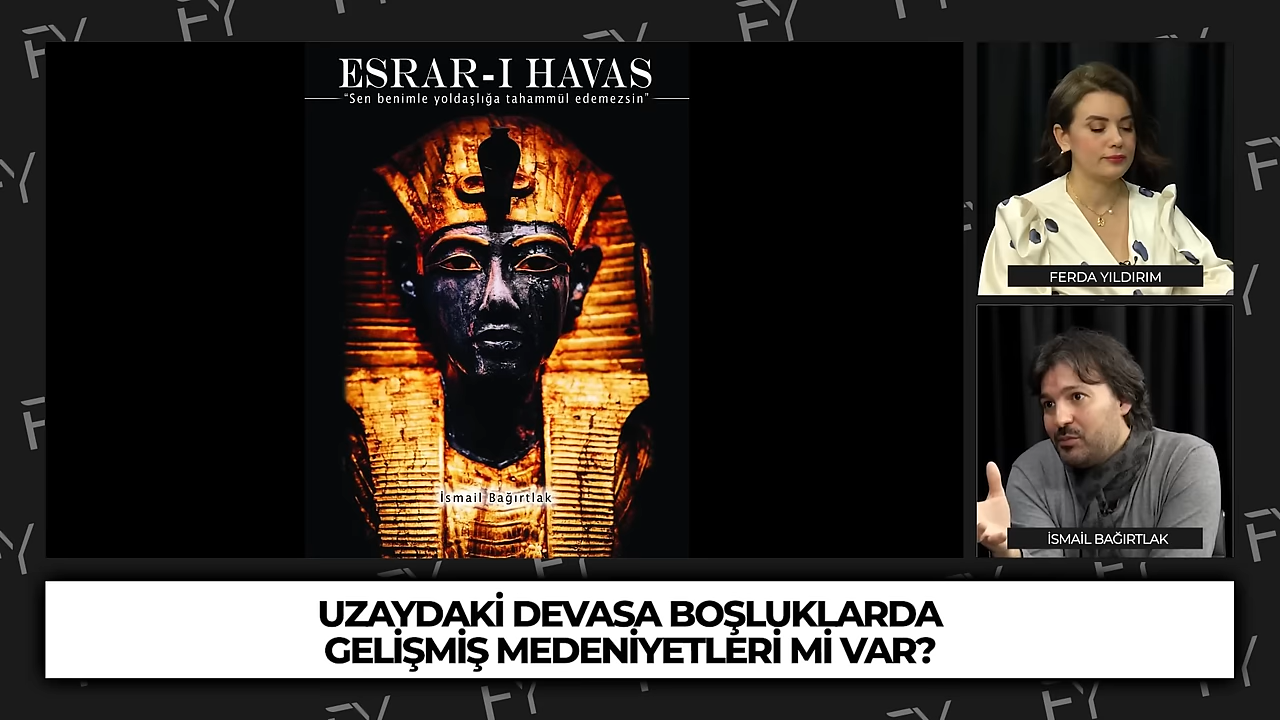 ESRAR-I HAVAS
“Sen benimle yoldaşlığa tahammül edemezsin”
İsmail Bağırtlak
FERDA YILDIRIM
İSMAİL BAĞIRTLAK
UZAYDAKİ DEVASA BOŞLUKLARDA
GELİŞMİŞ MEDENİYETLERİ Mİ VAR?
FY